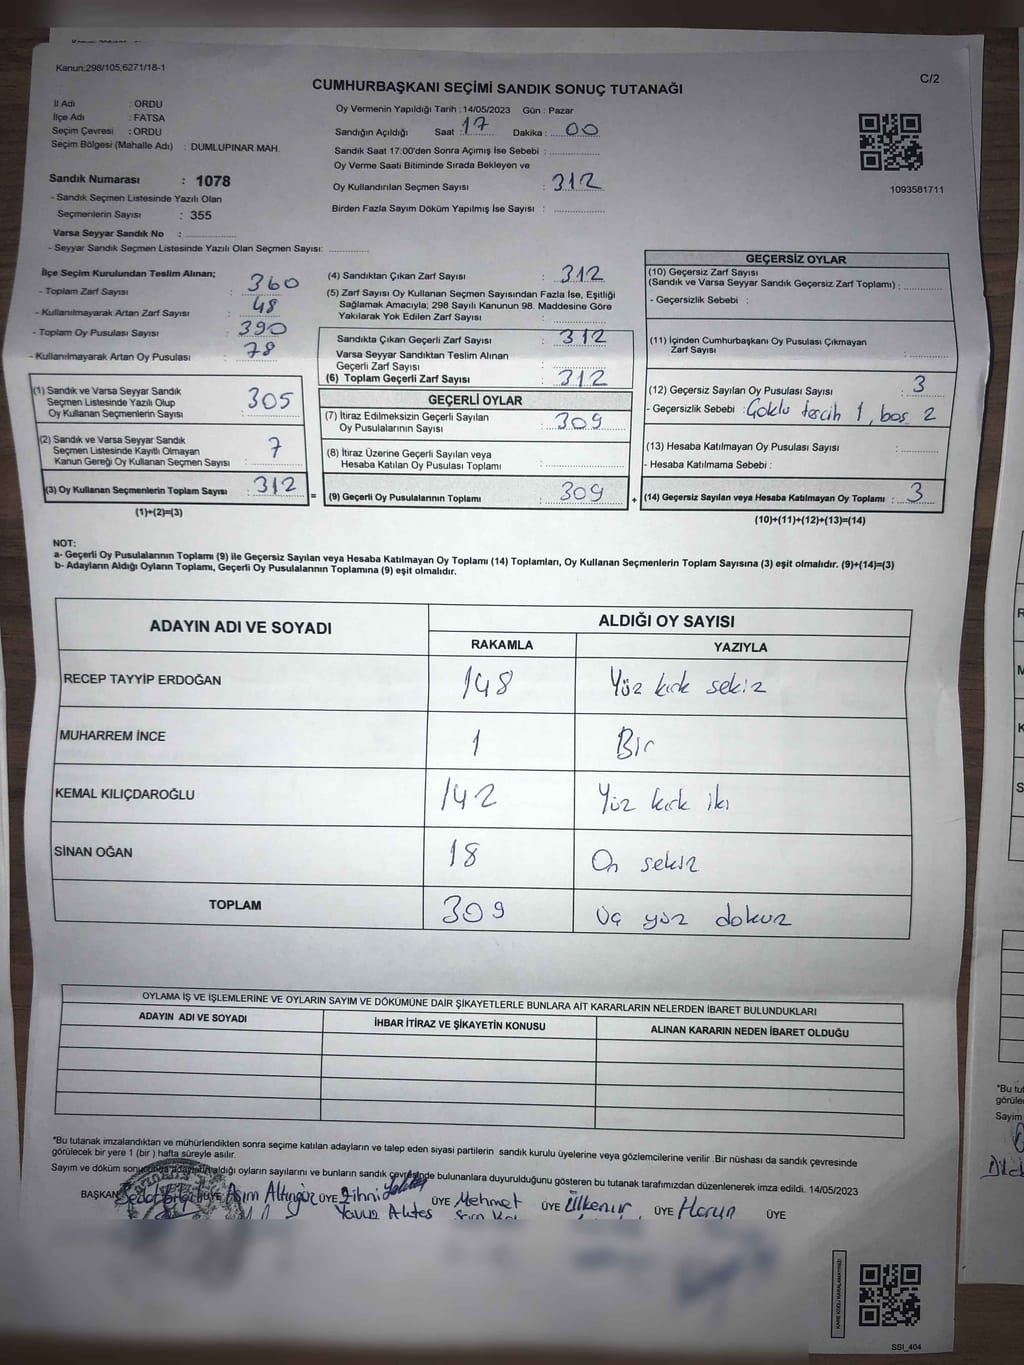 Kanun;298/105;6271/18-1
C/2
CUMHURBAŞKANI SEÇİMİ SANDIK SONUÇ TUTANAĞI
İl Adı : ORDU
İlçe Adı : FATSA
Seçim Çevresi : ORDU
Seçim Bölgesi (Mahalle Adı) : DUMLUPINAR MAH.
Sandık Numarası : 1078
- Sandık Seçmen Listesinde Yazılı Olan
Seçmenlerin Sayısı : 355
Varsa Seyyar Sandık No :
- Seyyar Sandık Seçmen Listesinde Yazılı Olan Seçmen Sayısı:
Oy Vermenin Yapıldığı Tarih : 14/05/2023 Gün : Pazar
Sandığın Açıldığı Saat : 17 Dakika : 00
Sandık Saat 17:00'den Sonra Açımış İse Sebebi :
Oy Verme Saati Bitiminde Sırada Bekleyen ve
Oy Kullandırılan Seçmen Sayısı : 312
Birden Fazla Sayım Döküm Yapılmış İse Sayısı :
1093581711
İlçe Seçim Kurulundan Teslim Alınan;
- Toplam Zarf Sayısı : 360
- Kullanılmayarak Artan Zarf Sayısı : 48
- Toplam Oy Pusulası Sayısı : 390
- Kullanılmayarak Artan Oy Pusulası : 78
(1) Sandık ve Varsa Seyyar Sandık
Seçmen Listesinde Yazılı Olup
Oy Kullanan Seçmenlerin Sayısı : 305
(2) Sandık ve Varsa Seyyar Sandık
Seçmen Listesinde Kayıtlı Olmayan
Kanun Gereği Oy Kullanan Seçmen Sayısı : 7
(3) Oy Kullanan Seçmenlerin Toplam Sayısı : 312
(1)+(2)=(3)
(4) Sandıktan Çıkan Zarf Sayısı : 312
(5) Zarf Sayısı Oy Kullanan Seçmen Sayısından Fazla İse, Eşitliği
Sağlamak Amacıyla; 298 Sayılı Kanunun 98. Maddesine Göre
Yakılarak Yok Edilen Zarf Sayısı :
Sandıkta Çıkan Geçerli Zarf Sayısı : 312
Varsa Seyyar Sandıktan Teslim Alınan
Geçerli Zarf Sayısı :
(6) Toplam Geçerli Zarf Sayısı : 312
GEÇERLİ OYLAR
(7) İtiraz Edilmeksizin Geçerli Sayılan
Oy Pusulalarının Sayısı : 309
(8) İtiraz Üzerine Geçerli Sayılan veya
Hesaba Katılan Oy Pusulası Toplamı :
= (9) Geçerli Oy Pusulalarının Toplamı : 309
GEÇERSİZ OYLAR
(10) Geçersiz Zarf Sayısı
(Sandık ve Varsa Seyyar Sandık Geçersiz Zarf Toplamı) :
- Geçersizlik Sebebi :
(11) İçinden Cumhurbaşkanı Oy Pusulası Çıkmayan
Zarf Sayısı :
(12) Geçersiz Sayılan Oy Pusulası Sayısı : 3
- Geçersizlik Sebebi : Çoklu tercih 1, boş 2
(13) Hesaba Katılmayan Oy Pusulası Sayısı :
- Hesaba Katılmama Sebebi :
+ (14) Geçersiz Sayılan veya Hesaba Katılmayan Oy Toplamı : 3
(10)+(11)+(12)+(13)=(14)
NOT:
a- Geçerli Oy Pusulalarının Toplamı (9) ile Geçersiz Sayılan veya Hesaba Katılmayan Oy Toplamı (14) Toplamları, Oy Kullanan Seçmenlerin Toplam Sayısına (3) eşit olmalıdır. (9)+(14)=(3)
b- Adayların Aldığı Oyların Toplamı, Geçerli Oy Pusulalarının Toplamına (9) eşit olmalıdır.
ADAYIN ADI VE SOYADI
ALDIĞI OY SAYISI
RAKAMLA YAZIYLA
RECEP TAYYİP ERDOĞAN 148 Yüz kırk sekiz
MUHARREM İNCE 1 Bir
KEMAL KILIÇDAROĞLU 142 Yüz kırk iki
SİNAN OĞAN 18 On sekiz
TOPLAM 309 Üç yüz dokuz
OYLAMA İŞ VE İŞLEMLERİNE VE OYLARIN SAYIM VE DÖKÜMÜNE DAİR ŞİKAYETLERLE BUNLARA AİT KARARLARIN NELERDEN İBARET BULUNDUKLARI
ADAYIN ADI VE SOYADI İHBAR İTİRAZ VE ŞİKAYETİN KONUSU ALINAN KARARIN NEDEN İBARET OLDUĞU
*Bu tutanak imzalandıktan ve mühürlendikten sonra seçime katılan adayların ve talep eden siyasi partilerin sandık kurulu üyelerine veya gözlemcilerine verilir .Bir nüshası da sandık çevresinde
görülecek bir yere 1 (bir ) hafta süreyle asılır.
Sayım ve döküm sonucunda adayların aldığı oyların sayılarını ve bunların sandık çevresinde bulunanlara duyurulduğunu gösteren bu tutanak tarafımızdan düzenlenerek imza edildi. 14/05/2023
BAŞKAN ÜYE Asım ÜYE Zihni ÜYE Mehmet ÜYE ÜYE Harun ÜYE
Yavuz
KARE KODU KARALAMAYINIZ!
SSİ_404